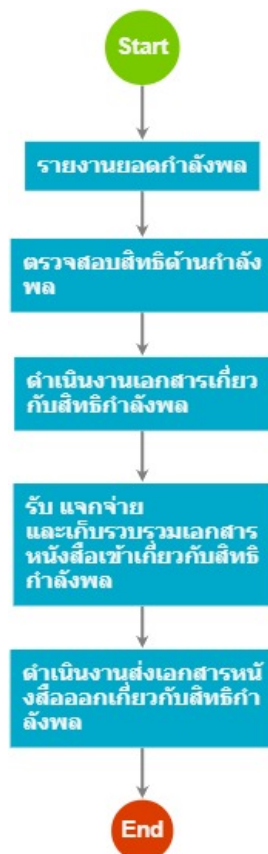 Start
รายงานยอดกำลังพล
ตรวจสอบสิทธิด้านกำลัง
พล
ดำเนินงานเอกสารเกี่ยว
กับสิทธิกำลังพล
รับ แจกจ่าย
และเก็บรวบรวมเอกสาร
หนังสือเข้าเกี่ยวกับสิทธิ
กำลังพล
ดำเนินงานส่งเอกสารหนั
งสือออกเกี่ยวกับสิทธิกำ
ลังพล
End